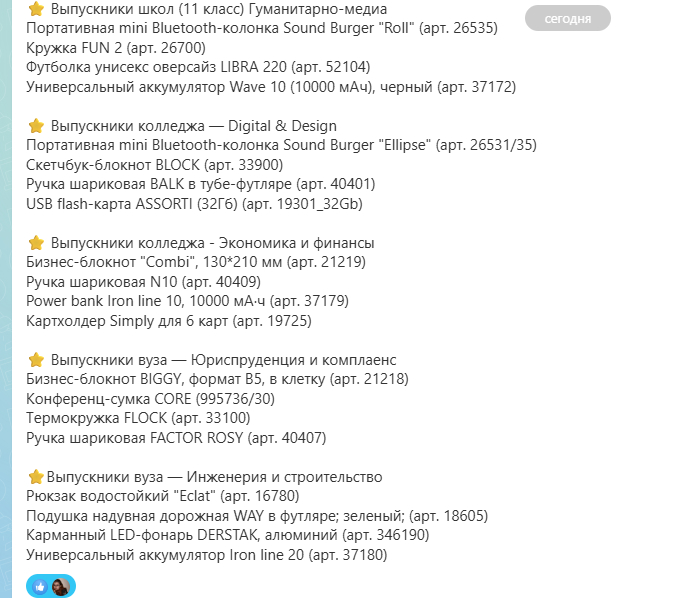 ⭐ Выпускники школ (11 класс) Гуманитарно-медиа
сегодня
Портативная mini Bluetooth-колонка Sound Burger "Roll" (арт. 26535)
Кружка FUN 2 (арт. 26700)
Футболка унисекс оверсайз LIBRA 220 (арт. 52104)
Универсальный аккумулятор Wave 10 (10000 мАч), черный (арт. 37172)
⭐ Выпускники колледжа — Digital & Design
Портативная mini Bluetooth-колонка Sound Burger "Ellipse" (арт. 26531/35)
Скетчбук-блокнот BLOCK (арт. 33900)
Ручка шариковая BALK в тубе-футляре (арт. 40401)
USB flash-карта ASSORTI (32Гб) (арт. 19301_32Gb)
⭐ Выпускники колледжа - Экономика и финансы
Бизнес-блокнот "Combi", 130*210 мм (арт. 21219)
Ручка шариковая N10 (арт. 40409)
Power bank Iron line 10, 10000 мА·ч (арт. 37179)
Картхолдер Simply для 6 карт (арт. 19725)
⭐ Выпускники вуза — Юриспруденция и комплаенс
Бизнес-блокнот BIGGY, формат B5, в клетку (арт. 21218)
Конференц-сумка CORE (995736/30)
Термокружка FLOCK (арт. 33100)
Ручка шариковая FACTOR ROSY (арт. 40407)
⭐Выпускники вуза — Инженерия и строительство
Рюкзак водостойкий "Eclat" (арт. 16780)
Подушка надувная дорожная WAY в футляре; зеленый; (арт. 18605)
Карманный LED-фонарь DERSTAK, алюминий (арт. 346190)
Универсальный аккумулятор Iron line 20 (арт. 37180)